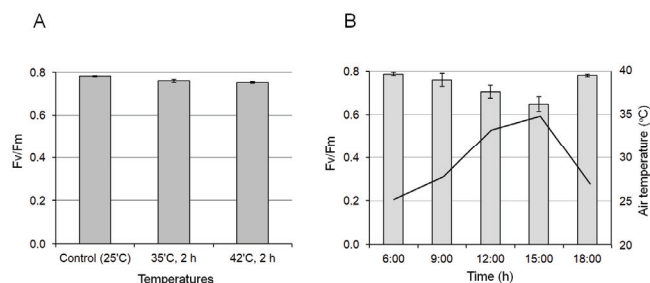 A
0.8
0.6
0.4
0.2
0.0
Fv/Fm
Control (25'C)
35'C, 2 h
42'C, 2 h
Temperatures
B
0.8
0.6
0.4
0.2
0.0
Fv/Fm
6:00
9:00
12:00
15:00
18:00
Time (h)
40
35
30
25
20
Air temperature (°C)